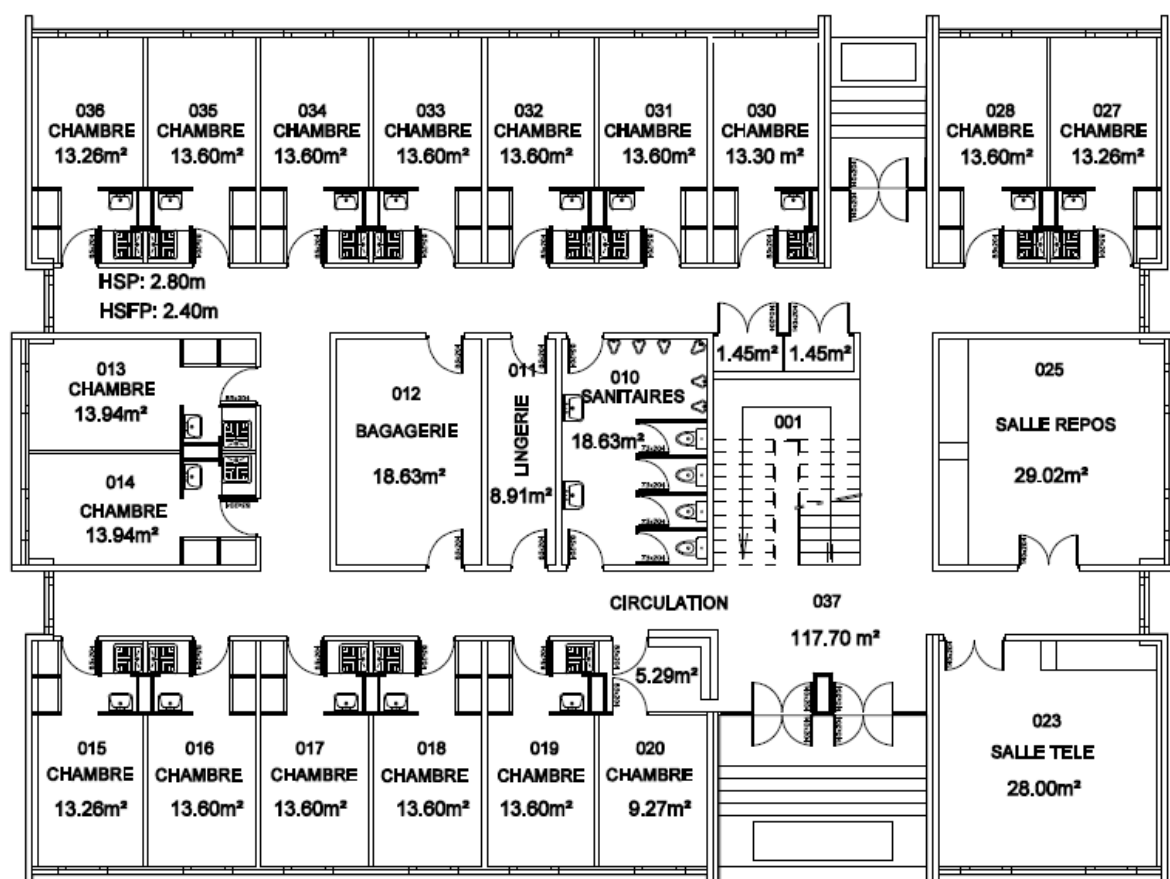 036
CHAMBRE
13.26m²
035
CHAMBRE
13.60m²
034
CHAMBRE
13.60m²
033
CHAMBRE
13.60m²
032
CHAMBRE
13.60m²
031
CHAMBRE
13.60m²
030
CHAMBRE
13.30 m²
028
CHAMBRE
13.60m²
027
CHAMBRE
13.26m²
HSP: 2.80m
HSFP: 2.40m
013
CHAMBRE
13.94m²
014
CHAMBRE
13.94m²
012
BAGAGERIE
18.63m²
011
LINGERIE
8.91m²
010
SANITAIRES
18.63m²
1.45m²
1.45m²
001
025
SALLE REPOS
29.02m²
CIRCULATION
037
117.70 m²
5.29m²
015
CHAMBRE
13.26m²
016
CHAMBRE
13.60m²
017
CHAMBRE
13.60m²
018
CHAMBRE
13.60m²
019
CHAMBRE
13.60m²
020
CHAMBRE
9.27m²
023
SALLE TELE
28.00m²